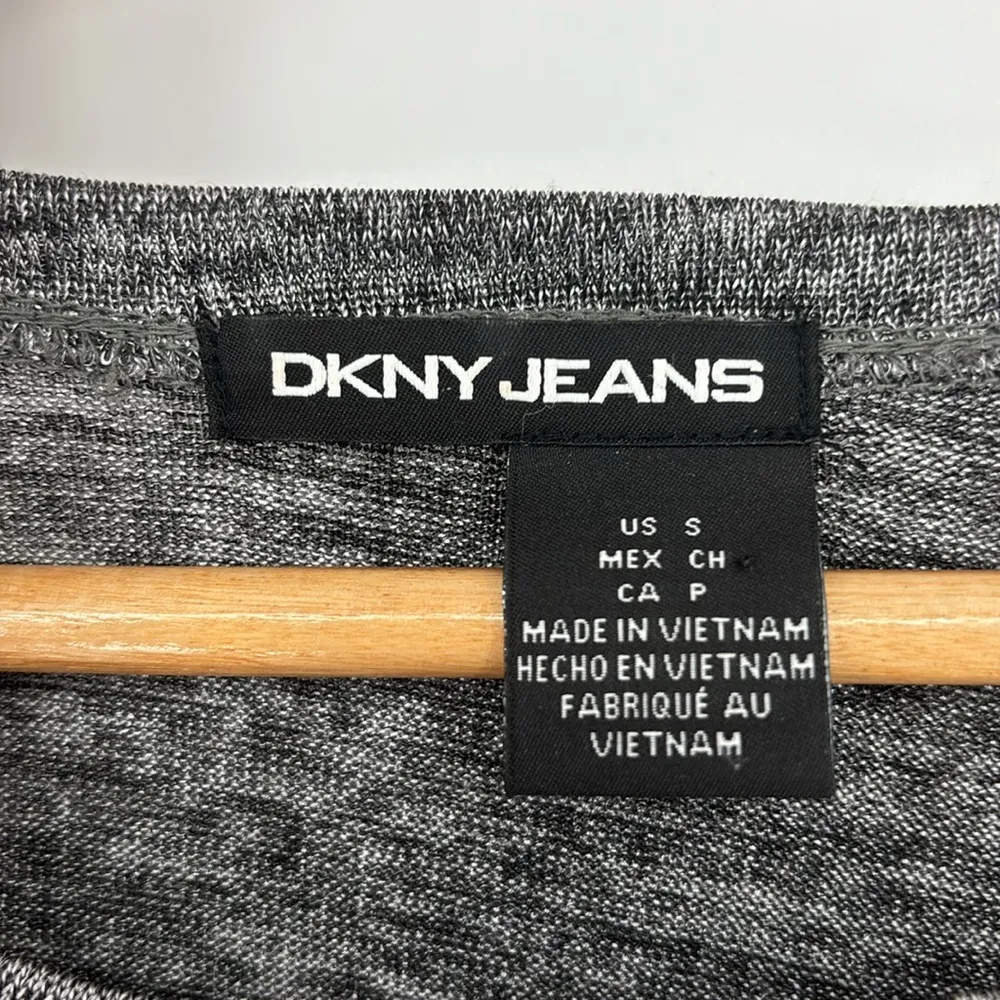 DKNY JEANS
US S
MEX CH
CA P
MADE IN VIETNAM
HECHO EN VIETNAM
FABRIQUÉ AU
VIETNAM